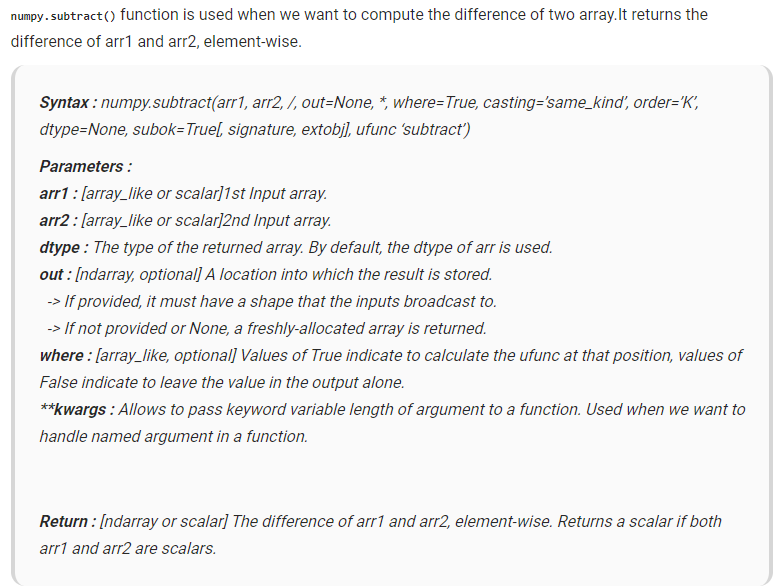 numpy.subtract() function is used when we want to compute the difference of two array.It returns the
difference of arr1 and arr2, element-wise.
Syntax : numpy.subtract(arr1, arr2, /, out=None, *, where=True, casting=’same_kind’, order=’K’,
dtype=None, subok=True[, signature, extobj], ufunc ‘subtract’)
Parameters :
arr1 : [array_like or scalar]1st Input array.
arr2 : [array_like or scalar]2nd Input array.
dtype : The type of the returned array. By default, the dtype of arr is used.
out : [ndarray, optional] A location into which the result is stored.
-> If provided, it must have a shape that the inputs broadcast to.
-> If not provided or None, a freshly-allocated array is returned.
where : [array_like, optional] Values of True indicate to calculate the ufunc at that position, values of
False indicate to leave the value in the output alone.
**kwargs : Allows to pass keyword variable length of argument to a function. Used when we want to
handle named argument in a function.
Return : [ndarray or scalar] The difference of arr1 and arr2, element-wise. Returns a scalar if both
arr1 and arr2 are scalars.